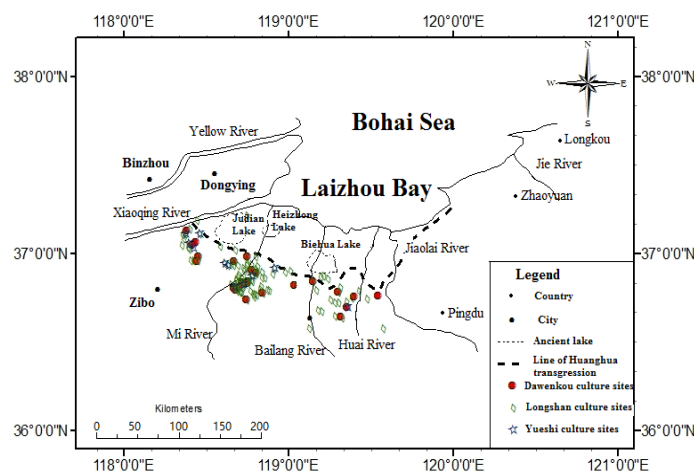 118°0'0"E 119°0'0"E 120°0'0"E 121°0'0"E
38°0'0"N 38°0'0"N
N
W E
S
Bohai Sea
Yellow River
Longkou
Jie River
Binzhou
Dongying
Laizhou Bay
Zhaoyuan
Xiaoqing River
Judian
Lake
Heizhong
Lake
Biehua Lake
37°0'0"N 37°0'0"N
Jiaolai River
Zibo
Pingdu
Mi River
Bailang River
Huai River
Legend
Country
City
Ancient lake
Line of Huanghua
transgression
Dawenkou culture sites
Longshan culture sites
Yueshi culture sites
Kilometers
0 25 50 100 150 200
36°0'0"N 36°0'0"N
118°0'0"E 119°0'0"E 120°0'0"E 121°0'0"E